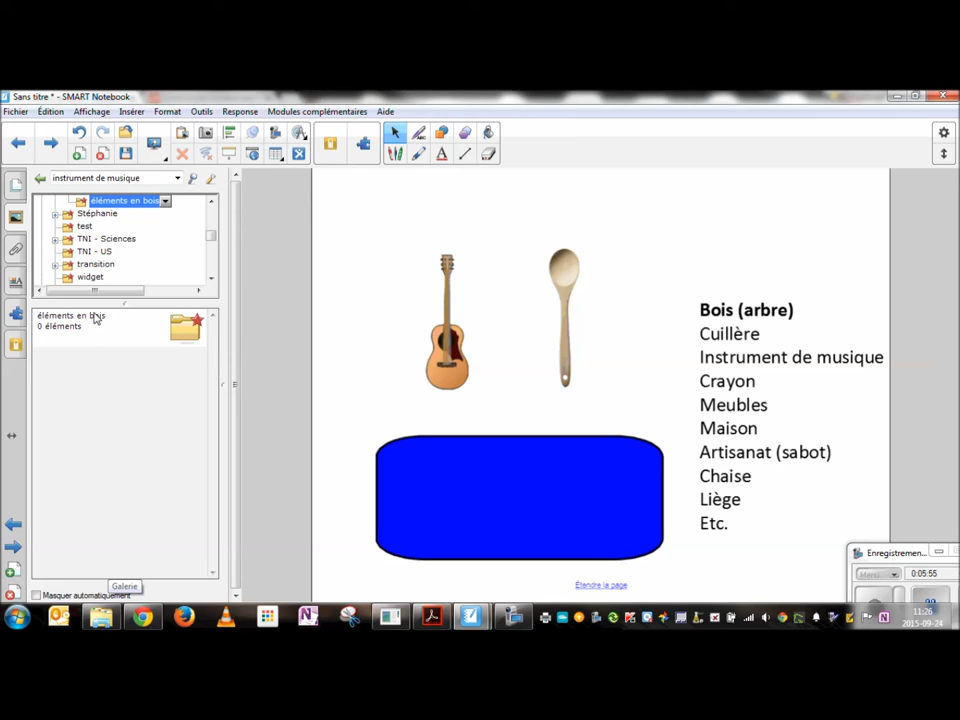 Sans titre * - SMART Notebook
Fichier Édition Affichage Insérer Format Outils Response Modules complémentaires Aide
instrument de musique
éléments en bois
Stéphanie
test
TNI - Sciences
TNI - US
transition
widget
éléments en bois
0 éléments
Bois (arbre)
Cuillère
Instrument de musique
Crayon
Meubles
Maison
Artisanat (sabot)
Chaise
Liège
Etc.
Étendre la page
Galerie
Masquer automatiquement
Enregistremen...
Menu
0:05:55
11:26
2015-09-24